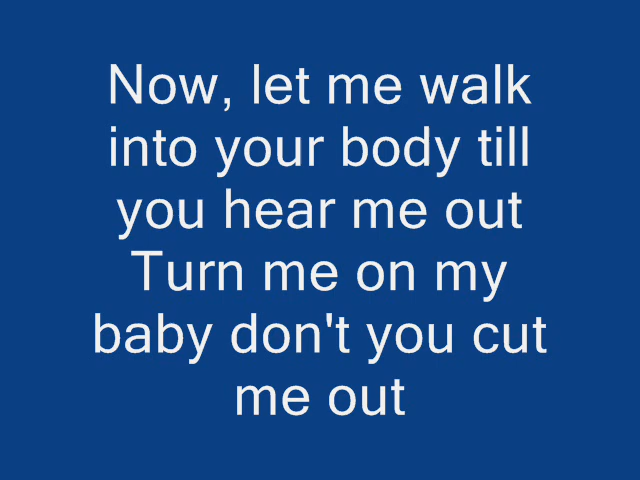 Now, let me walk
into your body till
you hear me out
Turn me on my
baby don't you cut
me out